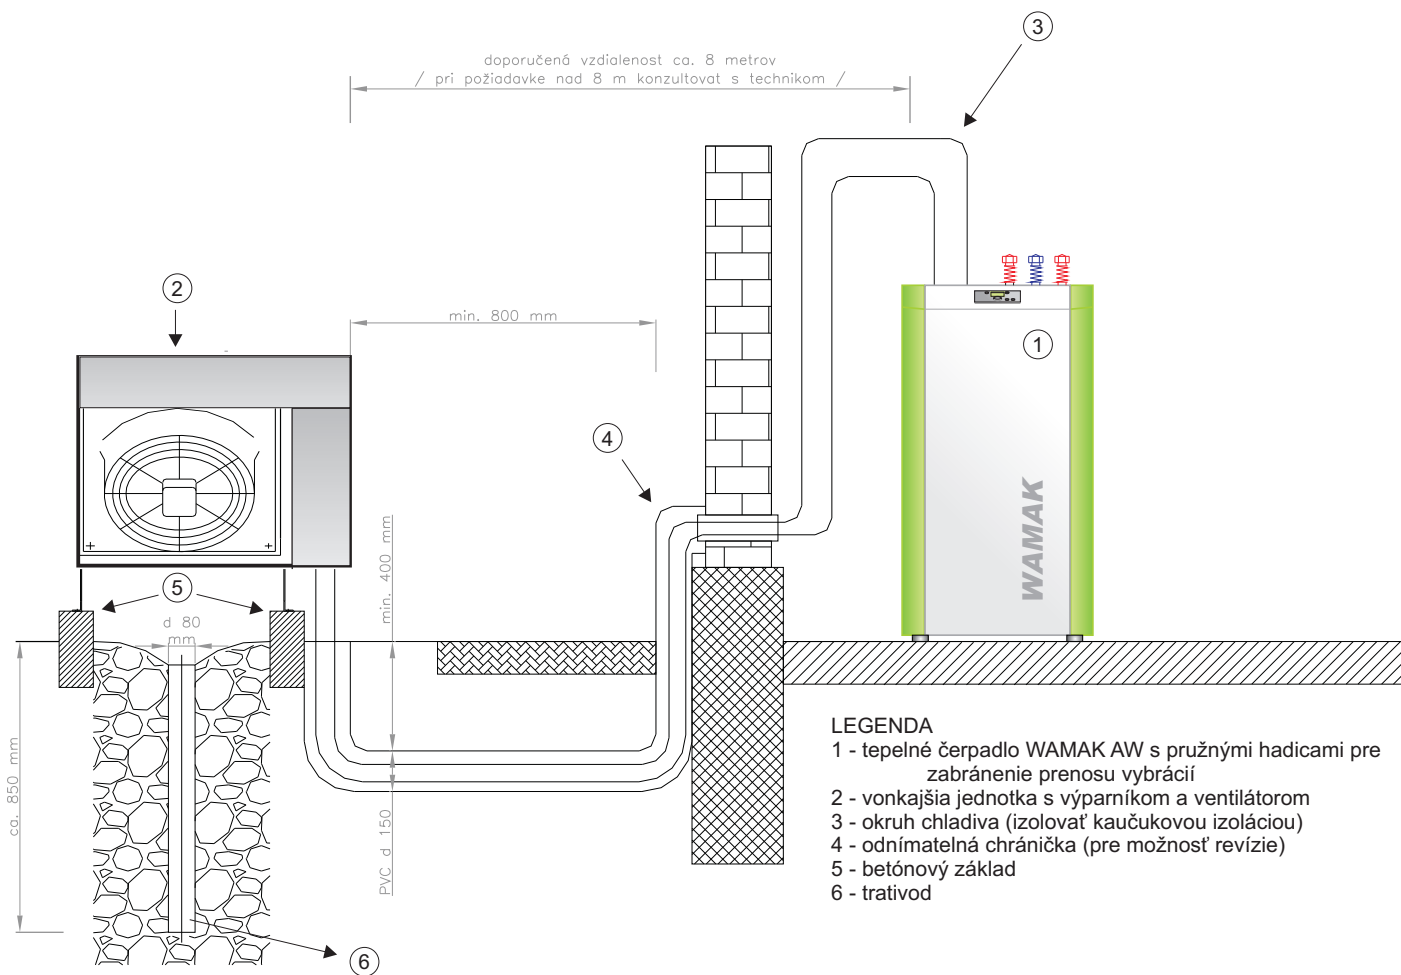 3
doporučená vzdialenost ca. 8 metrov
/ pri požiadavke nad 8 m konzultovat s technikom /
2
min. 800 mm
1
4
WAMAK
min. 400 mm
5
d 80
mm
ca. 850 mm
PVC d 150
6
LEGENDA
1 - tepelné čerpadlo WAMAK AW s pružnými hadicami pre
zabránenie prenosu vybrácií
2 - vonkajšia jednotka s výparníkom a ventilátorom
3 - okruh chladiva (izolovať kaučukovou izoláciou)
4 - odnímatelná chránička (pre možnosť revízie)
5 - betónový základ
6 - trativod